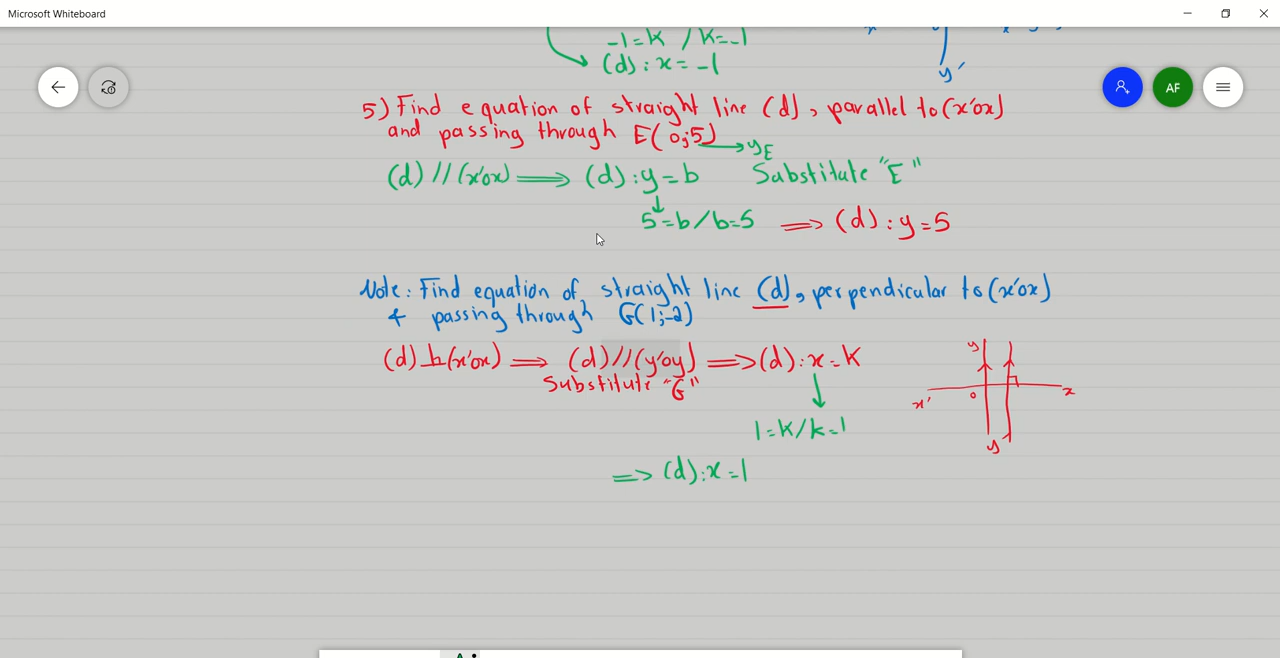 Microsoft Whiteboard
-1=k / k=-1
(d): x = -1
y'
AF
5) Find equation of straight line (d), parallel to (x'ox)
and passing through E(0;5) → yE
(d) // (x'ox) ⟹ (d): y = b Substitute "E"
5=b / b=5 ⟹ (d): y = 5
Note: Find equation of straight line (d), perpendicular to (x'ox)
& passing through G(1;-2)
(d) ⊥ (x'ox) ⟹ (d) // (y'oy) ⟹ (d): x = k
Substitute "G"
1=k / k=1
⟹ (d): x = 1
y
x' o x
y'